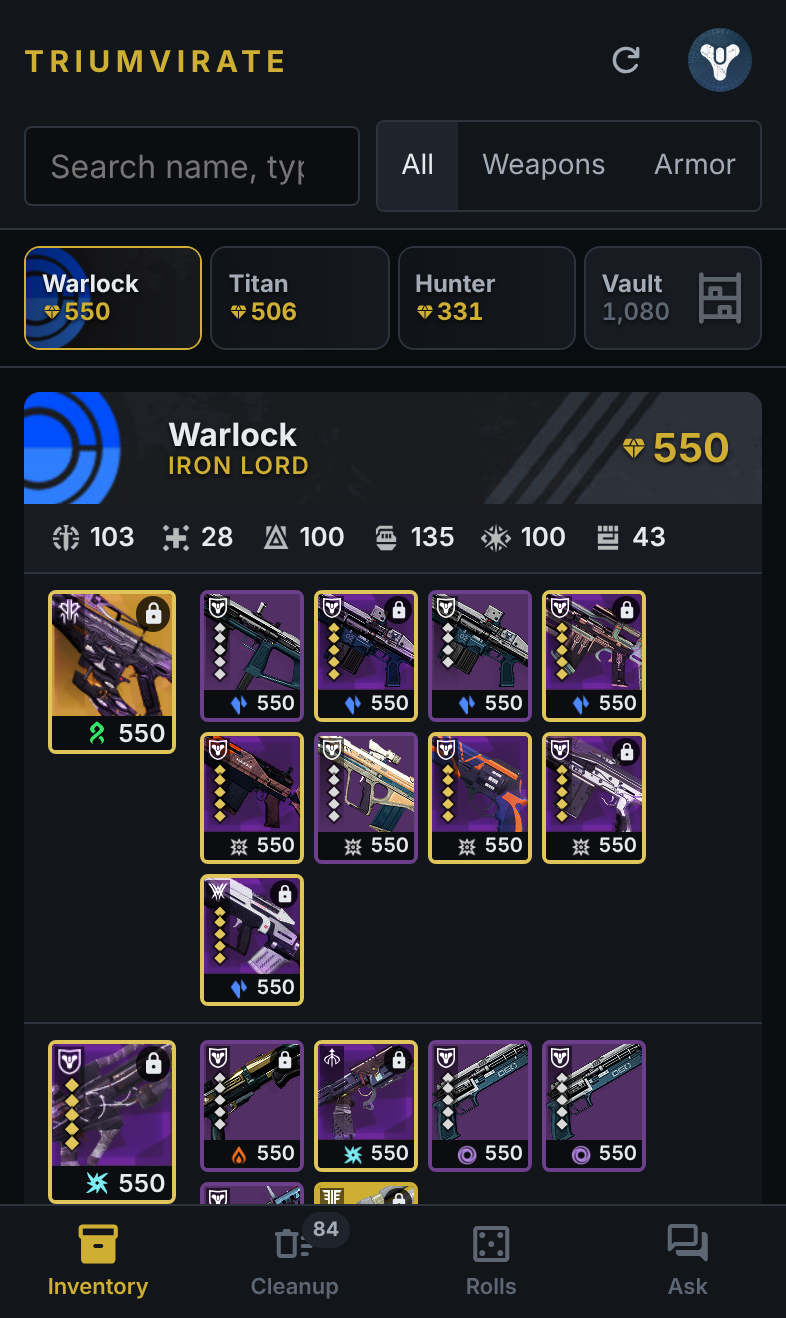 TRIUMVIRATE
Search name, typ
All Weapons Armor
Warlock
550
Titan
506
Hunter
331
Vault
1,080
Warlock
IRON LORD
550
103 28 100 135 100 43
550
550 550 550 550
550 550 550 550
550
550
550 550 550 550
84
Inventory Cleanup Rolls Ask